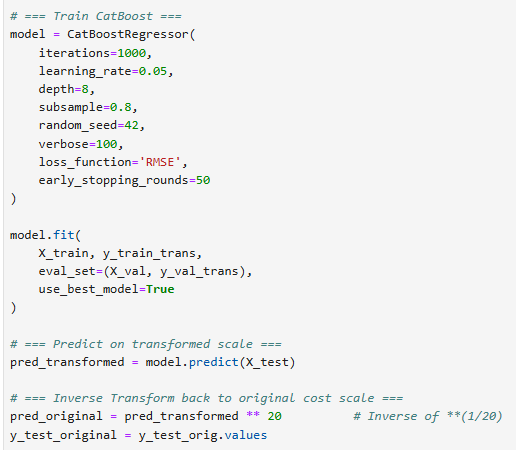 # === Train CatBoost ===
model = CatBoostRegressor(
    iterations=1000,
    learning_rate=0.05,
    depth=8,
    subsample=0.8,
    random_seed=42,
    verbose=100,
    loss_function='RMSE',
    early_stopping_rounds=50
)
model.fit(
    X_train, y_train_trans,
    eval_set=(X_val, y_val_trans),
    use_best_model=True
)
# === Predict on transformed scale ===
pred_transformed = model.predict(X_test)
# === Inverse Transform back to original cost scale ===
pred_original = pred_transformed ** 20          # Inverse of **(1/20)
y_test_original = y_test_orig.values